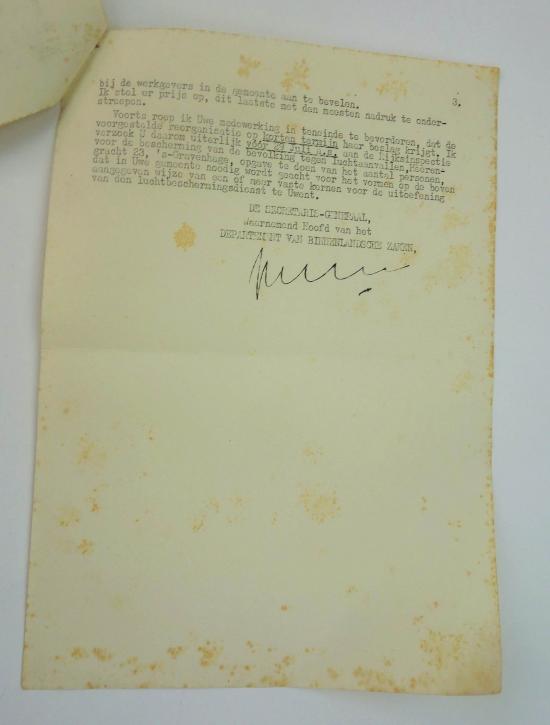 3.
bij de werkgevers in de gemeente aan te bevelen.
Ik stel er prijs op, dit laatste met den meesten nadruk te onder-
streepen.
Voorts roep ik Uwe medewerking in teneinde te bevorderen, dat de
voorgestelde reorganisatie op korten termijn haar beslag krijgt. Ik
verzoek U daarom uiterlijk vóór 22 Juli a.s. aan de Rijksinspectie
voor de bescherming van de bevolking tegen luchtaanvallen, Heeren-
gracht 23, 's-Gravenhage, opgave te doen van het aantal personen,
dat in Uwe gemeente noodig wordt geacht voor het vormen op de boven
aangegeven wijze van een of meer vaste kernen voor de uitoefening
van den luchtbeschermingsdienst te Uwent.
DE SECRETARIS-GENERAAL,
Waarnemend Hoofd van het
DEPARTEMENT VAN BINNENLANDSCHE ZAKEN,